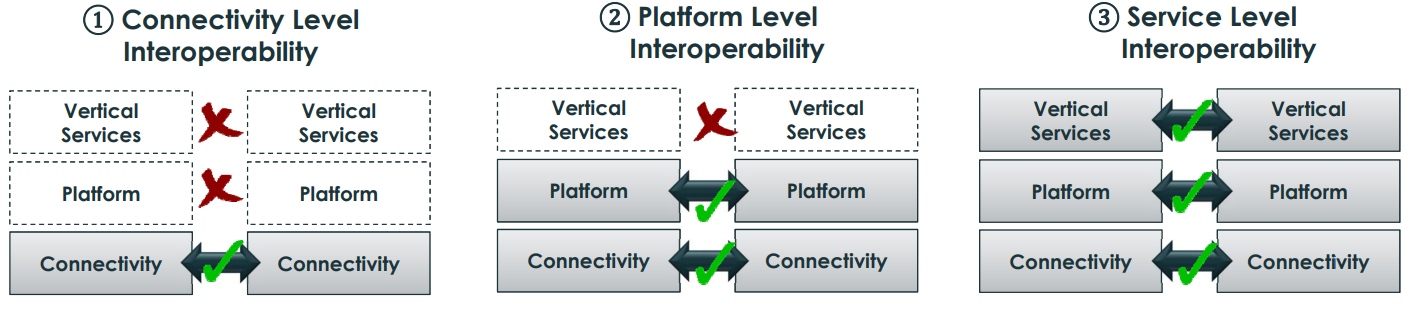 ① Connectivity Level
Interoperability
Vertical
Services
Vertical
Services
Platform
Platform
Connectivity
Connectivity
② Platform Level
Interoperability
Vertical
Services
Vertical
Services
Platform
Platform
Connectivity
Connectivity
③ Service Level
Interoperability
Vertical
Services
Vertical
Services
Platform
Platform
Connectivity
Connectivity